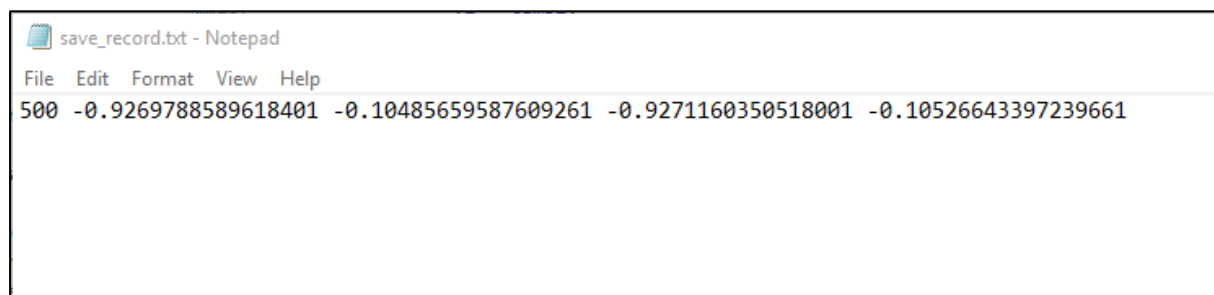 save_record.txt - Notepad
File Edit Format View Help
500 -0.9269788589618401 -0.10485659587609261 -0.9271160350518001 -0.10526643397239661